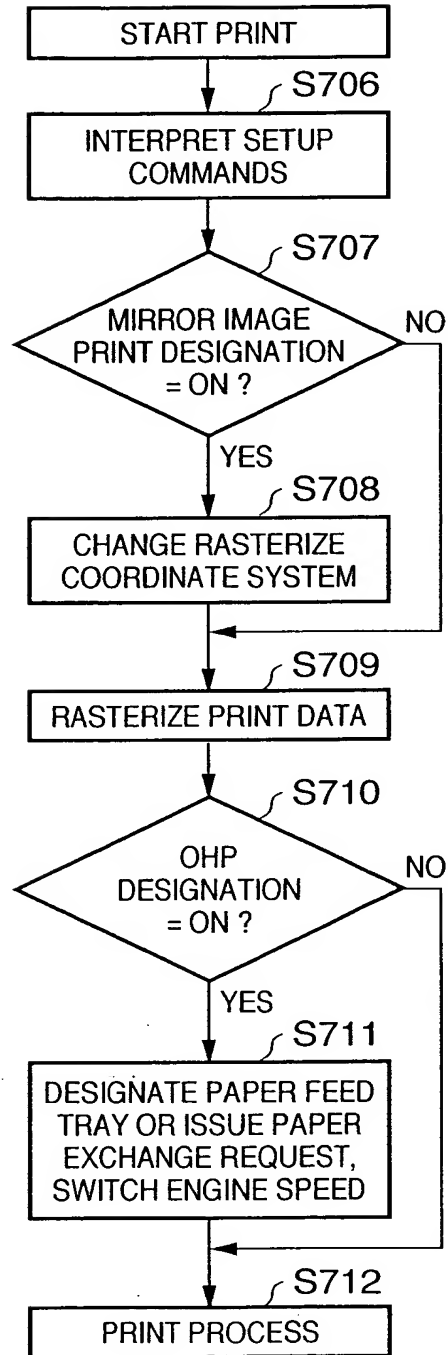 START PRINT
S706
INTERPRET SETUP
COMMANDS
S707
MIRROR IMAGE
PRINT DESIGNATION
= ON ?
NO
YES
S708
CHANGE RASTERIZE
COORDINATE SYSTEM
S709
RASTERIZE PRINT DATA
S710
OHP
DESIGNATION
= ON ?
NO
YES
S711
DESIGNATE PAPER FEED
TRAY OR ISSUE PAPER
EXCHANGE REQUEST,
SWITCH ENGINE SPEED
S712
PRINT PROCESS